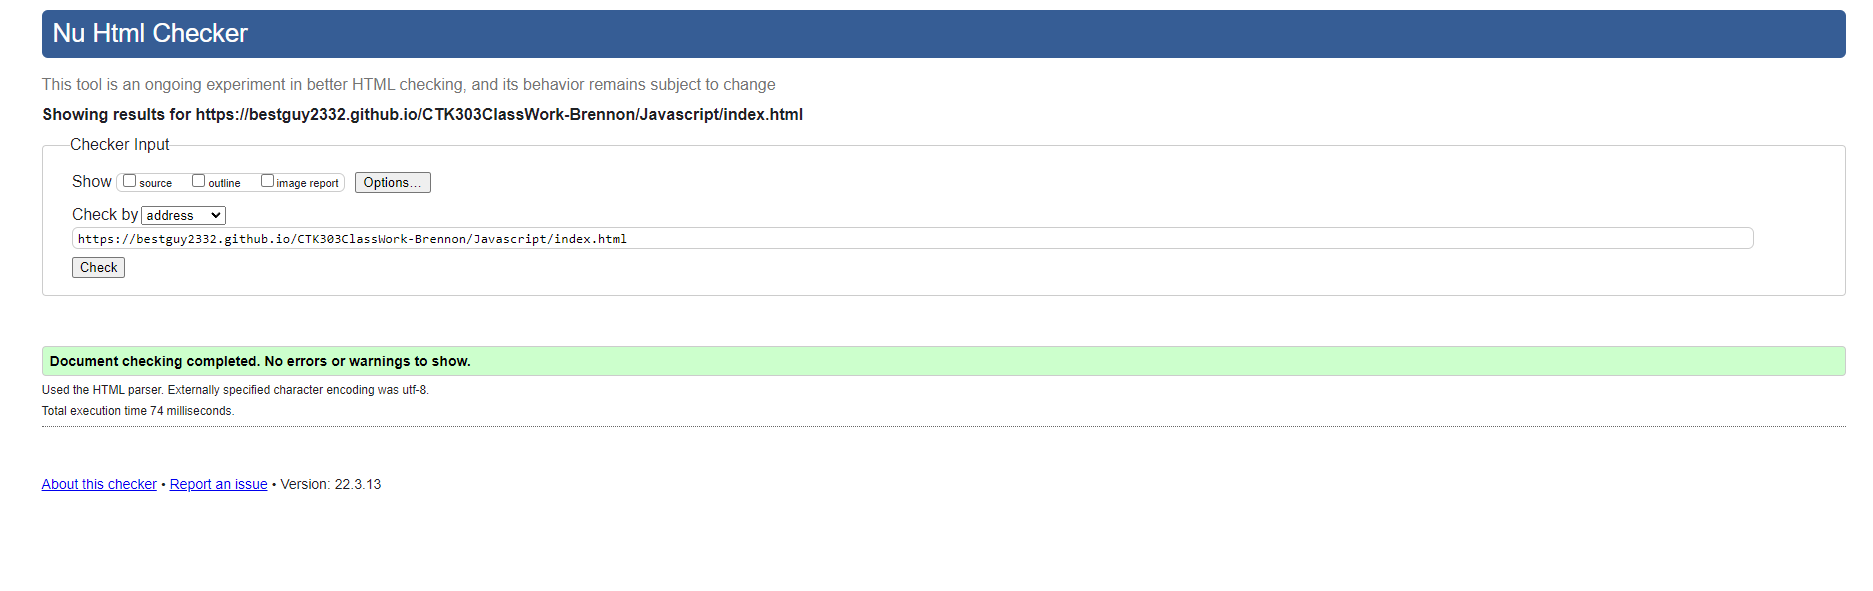 Nu Html Checker
This tool is an ongoing experiment in better HTML checking, and its behavior remains subject to change
Showing results for https://bestguy2332.github.io/CTK303ClassWork-Brennon/Javascript/index.html
Checker Input
Show source outline image report Options...
Check by address
https://bestguy2332.github.io/CTK303ClassWork-Brennon/Javascript/index.html
Check
Document checking completed. No errors or warnings to show.
Used the HTML parser. Externally specified character encoding was utf-8.
Total execution time 74 milliseconds.
About this checker • Report an issue • Version: 22.3.13